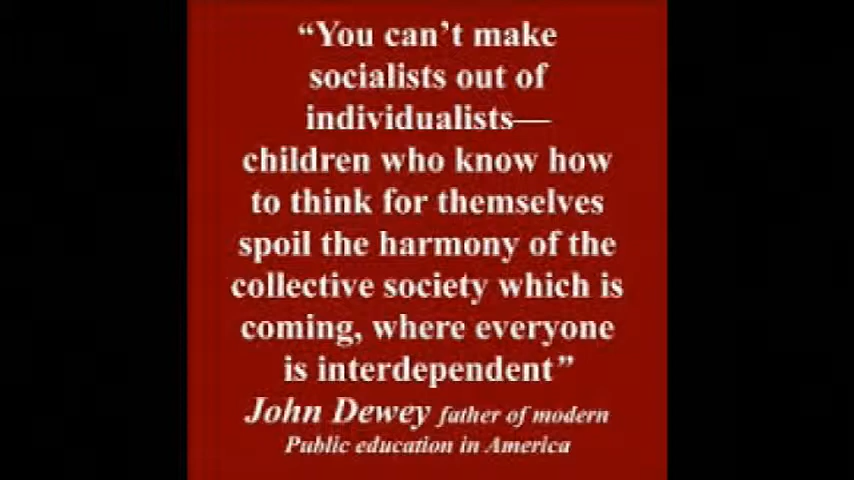 “You can’t make
socialists out of
individualists—
children who know how
to think for themselves
spoil the harmony of the
collective society which is
coming, where everyone
is interdependent”
John Dewey father of modern
Public education in America